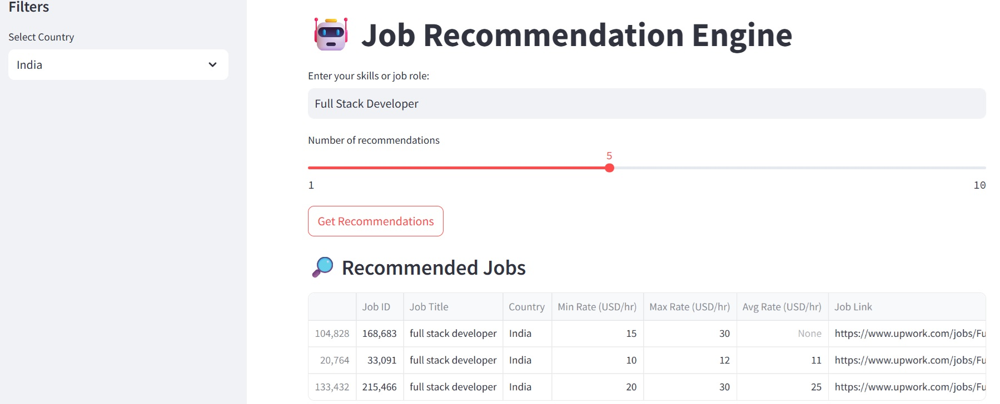 Filters
Select Country
India
Job Recommendation Engine
Enter your skills or job role:
Full Stack Developer
Number of recommendations
5
1 10
Get Recommendations
Recommended Jobs
Job ID Job Title Country Min Rate (USD/hr) Max Rate (USD/hr) Avg Rate (USD/hr) Job Link
104,828 168,683 full stack developer India 15 30 None https://www.upwork.com/jobs/Fu
20,764 33,091 full stack developer India 10 12 11 https://www.upwork.com/jobs/Fu
133,432 215,466 full stack developer India 20 30 25 https://www.upwork.com/jobs/Fu